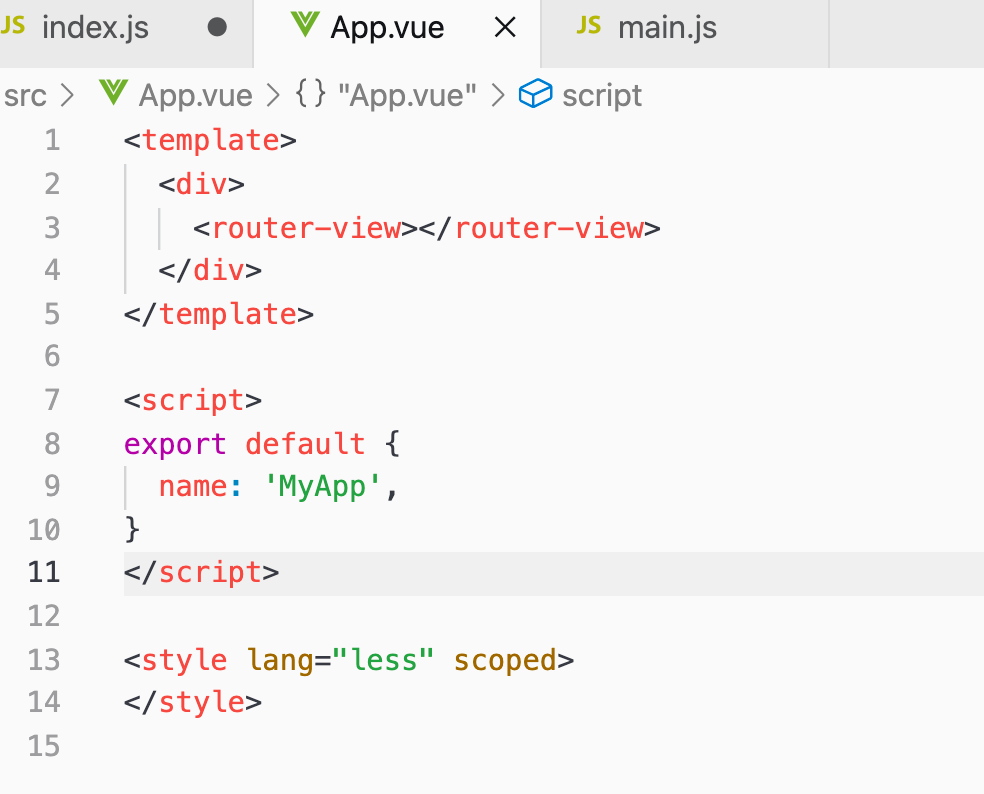 JS index.js App.vue JS main.js
src > App.vue > {} "App.vue" > script
1 <template>
2   <div>
3     <router-view></router-view>
4   </div>
5 </template>
6
7 <script>
8 export default {
9   name: 'MyApp',
10 }
11 </script>
12
13 <style lang="less" scoped>
14 </style>
15